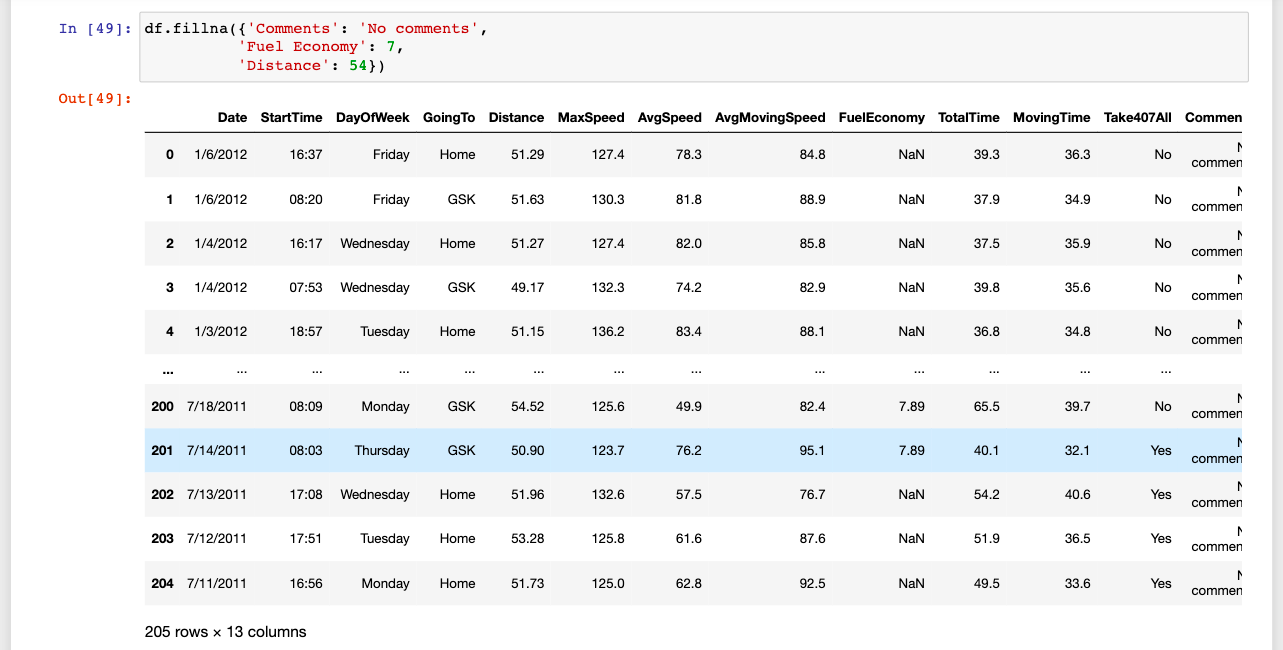 In [49]: df.fillna({'Comments': 'No comments',
'Fuel Economy': 7,
'Distance': 54})
Out[49]:
Date StartTime DayOfWeek GoingTo Distance MaxSpeed AvgSpeed AvgMovingSpeed FuelEconomy TotalTime MovingTime Take407All Commen
0 1/6/2012 16:37 Friday Home 51.29 127.4 78.3 84.8 NaN 39.3 36.3 No N
commen
1 1/6/2012 08:20 Friday GSK 51.63 130.3 81.8 88.9 NaN 37.9 34.9 No N
commen
2 1/4/2012 16:17 Wednesday Home 51.27 127.4 82.0 85.8 NaN 37.5 35.9 No N
commen
3 1/4/2012 07:53 Wednesday GSK 49.17 132.3 74.2 82.9 NaN 39.8 35.6 No N
commen
4 1/3/2012 18:57 Tuesday Home 51.15 136.2 83.4 88.1 NaN 36.8 34.8 No N
commen
... ... ... ... ... ... ... ... ... ... ... ... ...
200 7/18/2011 08:09 Monday GSK 54.52 125.6 49.9 82.4 7.89 65.5 39.7 No N
commen
201 7/14/2011 08:03 Thursday GSK 50.90 123.7 76.2 95.1 7.89 40.1 32.1 Yes N
commen
202 7/13/2011 17:08 Wednesday Home 51.96 132.6 57.5 76.7 NaN 54.2 40.6 Yes N
commen
203 7/12/2011 17:51 Tuesday Home 53.28 125.8 61.6 87.6 NaN 51.9 36.5 Yes N
commen
204 7/11/2011 16:56 Monday Home 51.73 125.0 62.8 92.5 NaN 49.5 33.6 Yes N
commen
205 rows × 13 columns